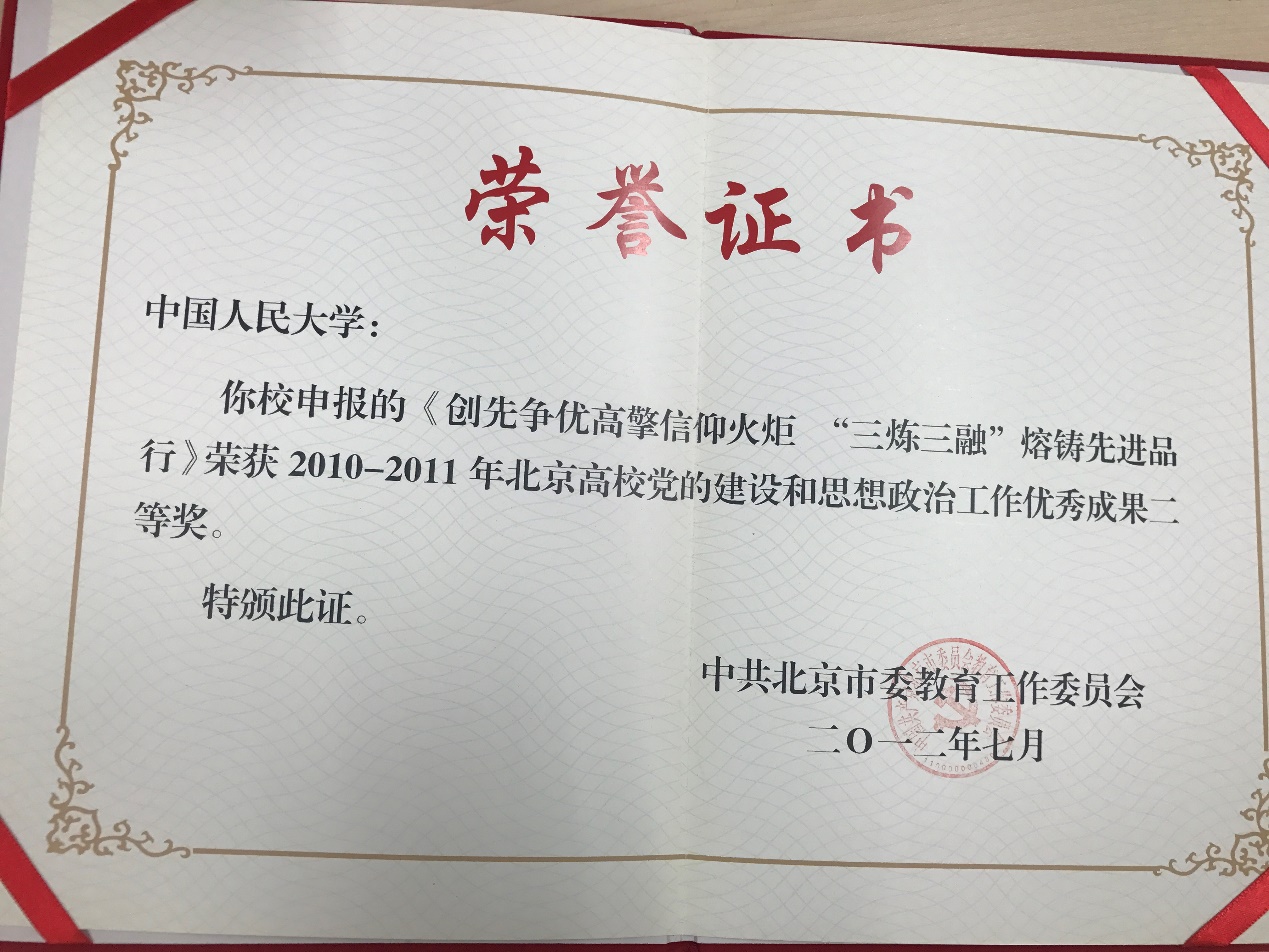 荣誉证书
中国人民大学：
你校申报的《创先争优高擎信仰火炬 “三炼三融”熔铸先进品
行》荣获 2010-2011 年北京高校党的建设和思想政治工作优秀成果二
等奖。
特颁此证。
中共北京市委教育工作委员会
二O一二年七月